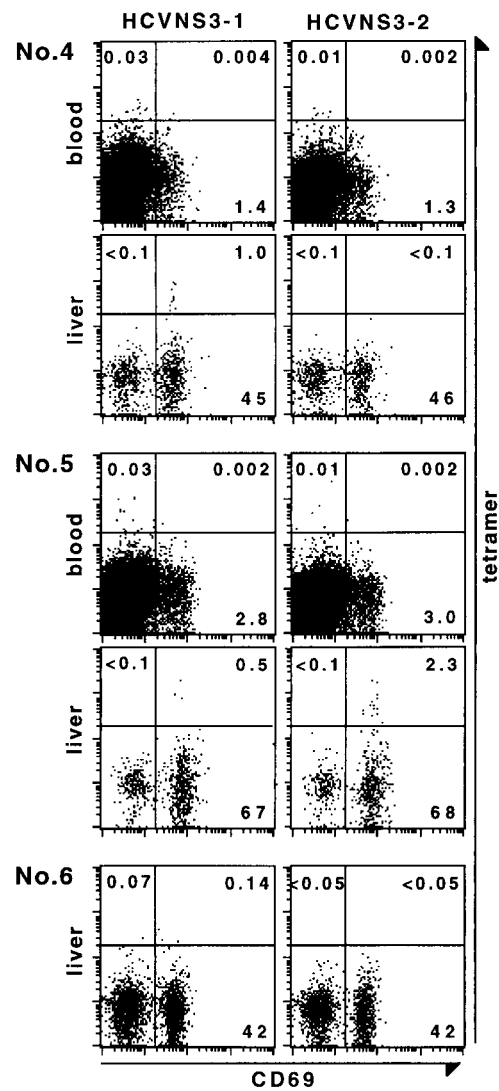 HCVNS3-1 HCVNS3-2
No.4
blood
0.03 0.004 0.01 0.002
1.4 1.3
liver
<0.1 1.0 <0.1 <0.1
45 46
No.5
blood
0.03 0.002 0.01 0.002
2.8 3.0
liver
<0.1 0.5 <0.1 2.3
67 68
No.6
liver
0.07 0.14 <0.05 <0.05
42 42
tetramer
CD69